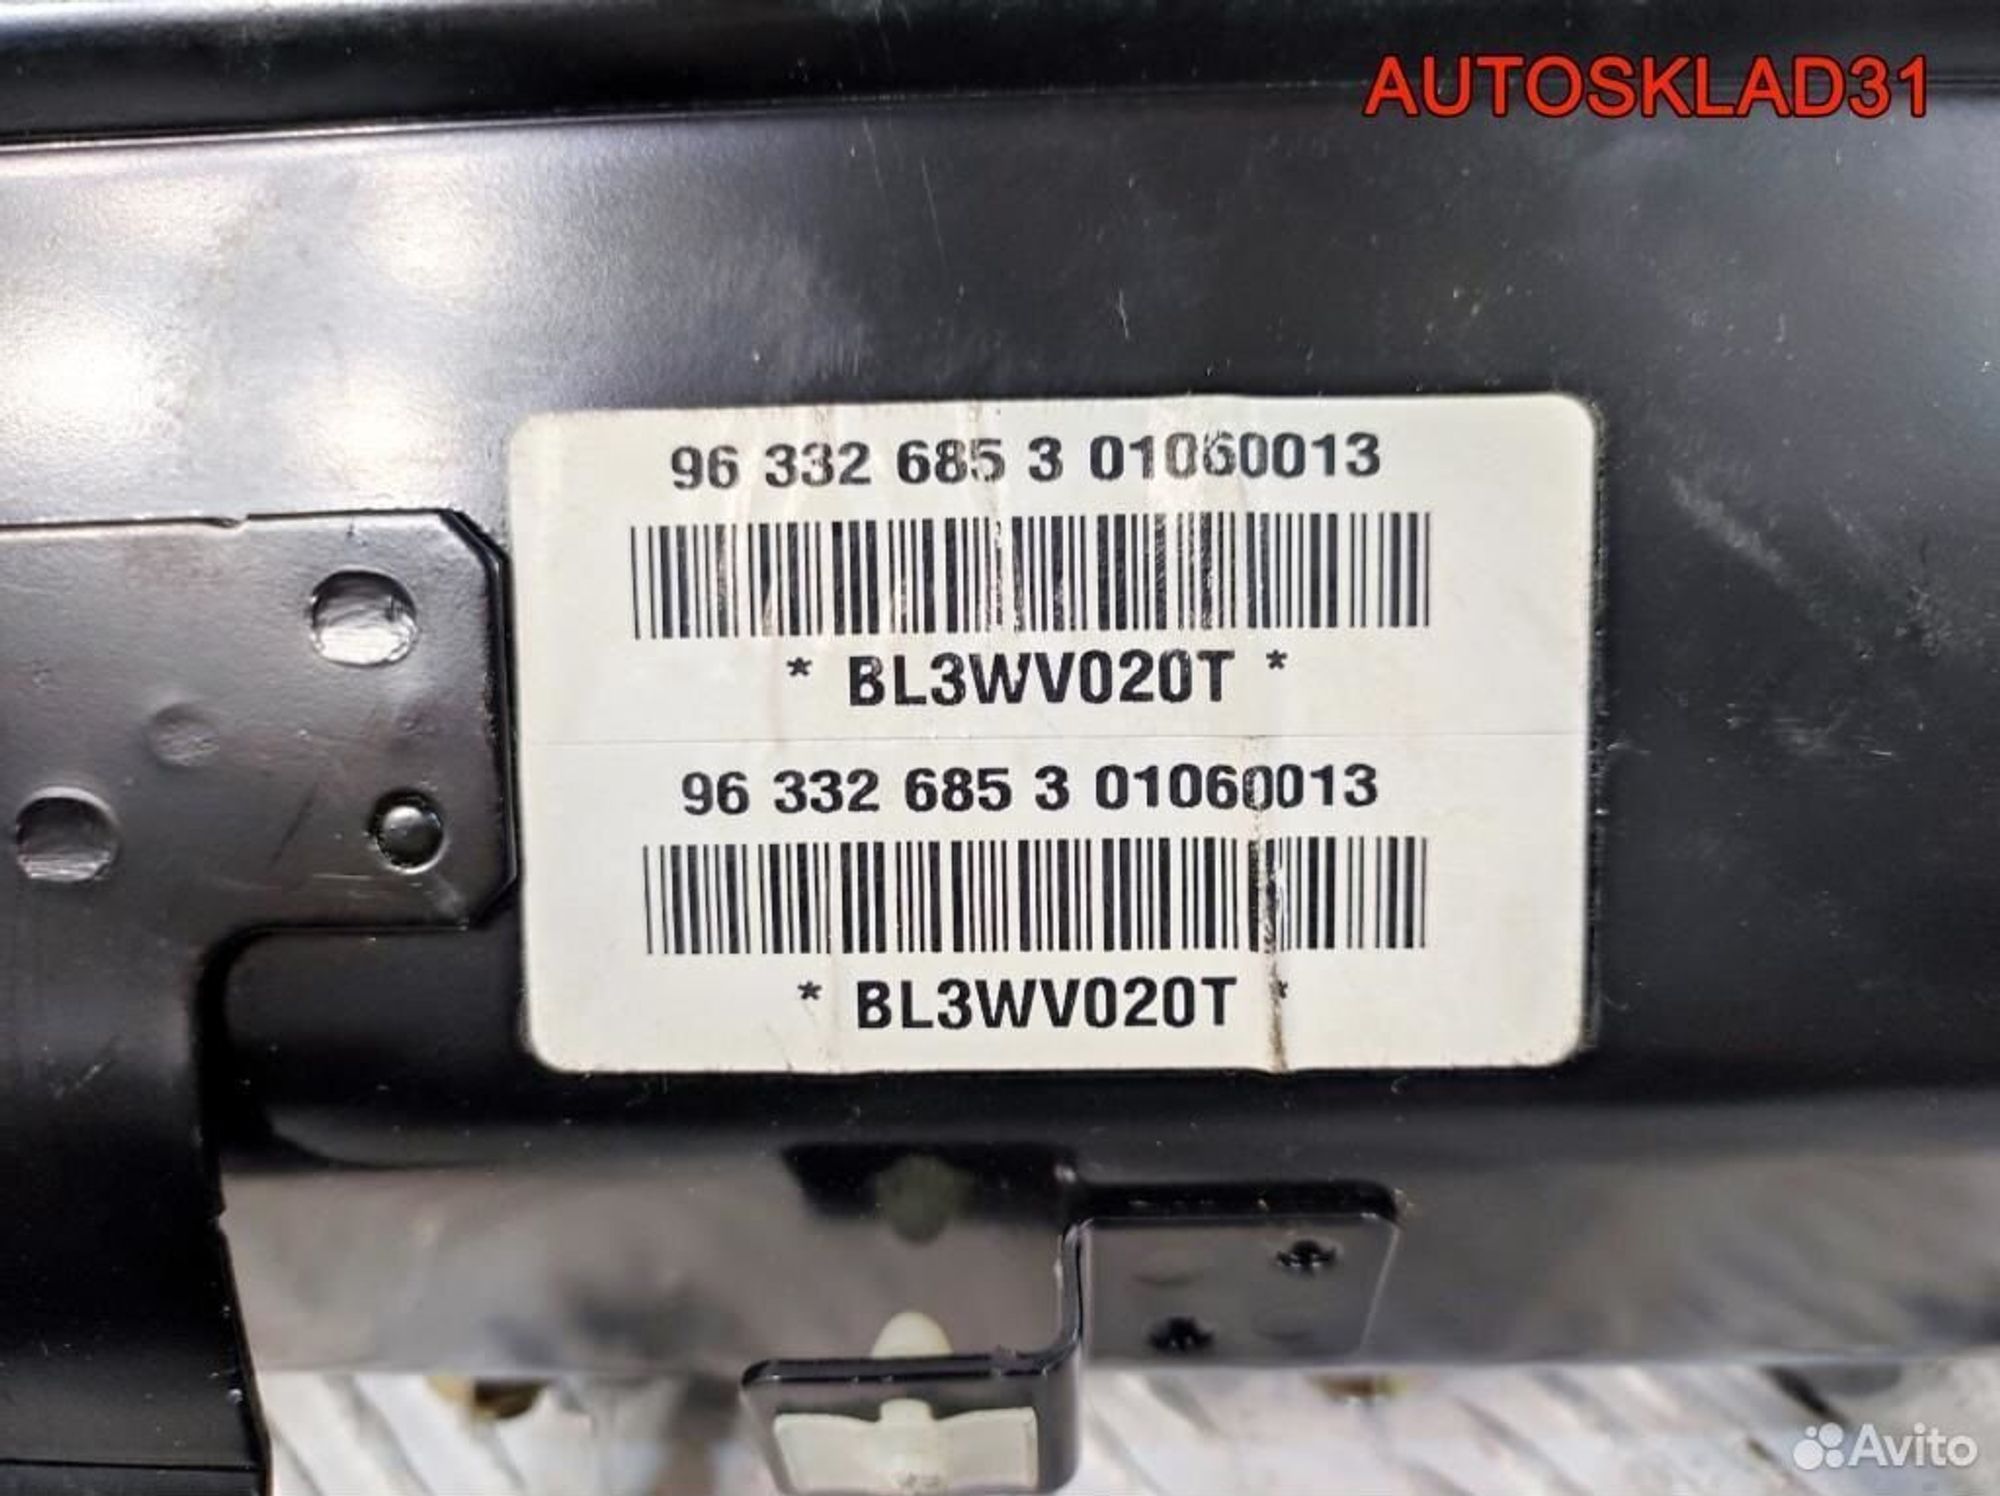 AUTOSKLAD31
96 332 685 3 01060013
* BL3WV020T *
96 332 685 3 01060013
* BL3WV020T *
Avito